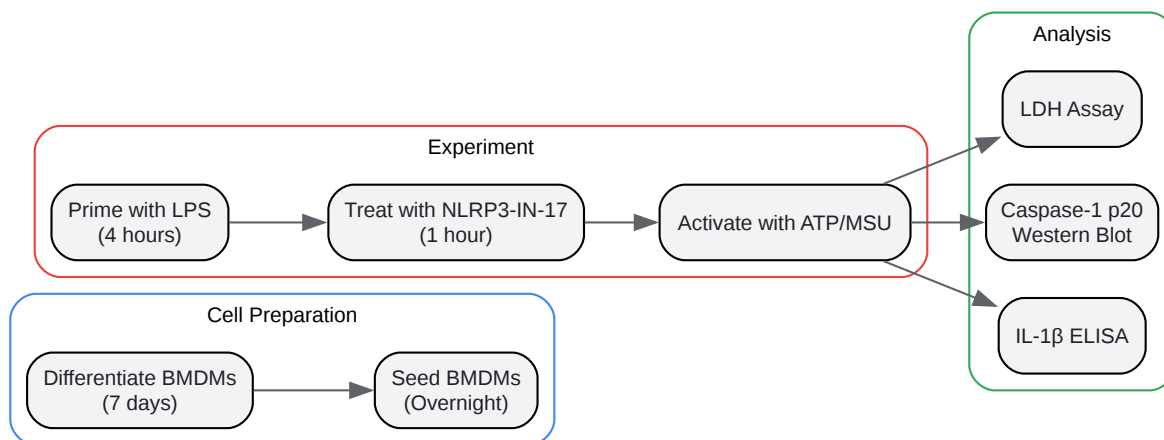 Experiment
Prime with LPS
(4 hours)
Treat with NLRP3-IN-17
(1 hour)
Activate with ATP/MSU
Cell Preparation
Differentiate BMDMs
(7 days)
Seed BMDMs
(Overnight)
Analysis
LDH Assay
Caspase-1 p20
Western Blot
IL-1β ELISA